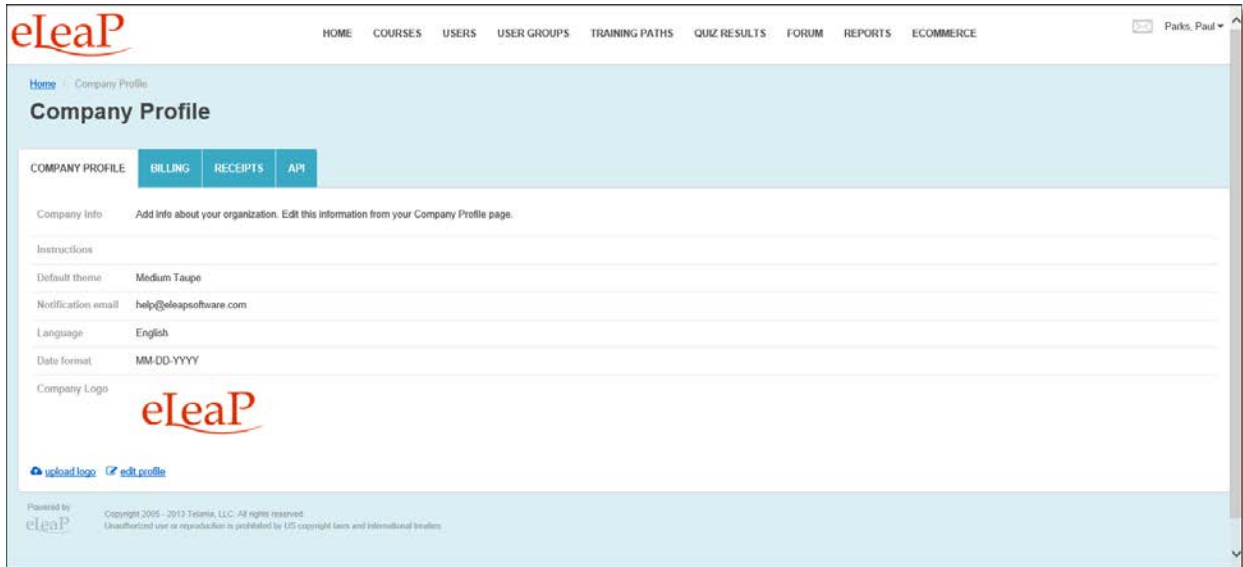 eLeaP
HOME COURSES USERS USER GROUPS TRAINING PATHS QUIZ RESULTS FORUM REPORTS ECOMMERCE
Parks, Paul
Home / Company Profile
Company Profile
COMPANY PROFILE BILLING RECEIPTS API
Company Info Add info about your organization. Edit this information from your Company Profile page.
Instructions
Default theme Medium Taupe
Notification email help@eleapsoftware.com
Language English
Date format MM-DD-YYYY
Company Logo
eLeaP
upload logo edit profile
Powered by
eLeaP
Copyright 2005 - 2013 Telania, LLC. All rights reserved.
Unauthorized use or reproduction is prohibited by US copyright laws and international treaties